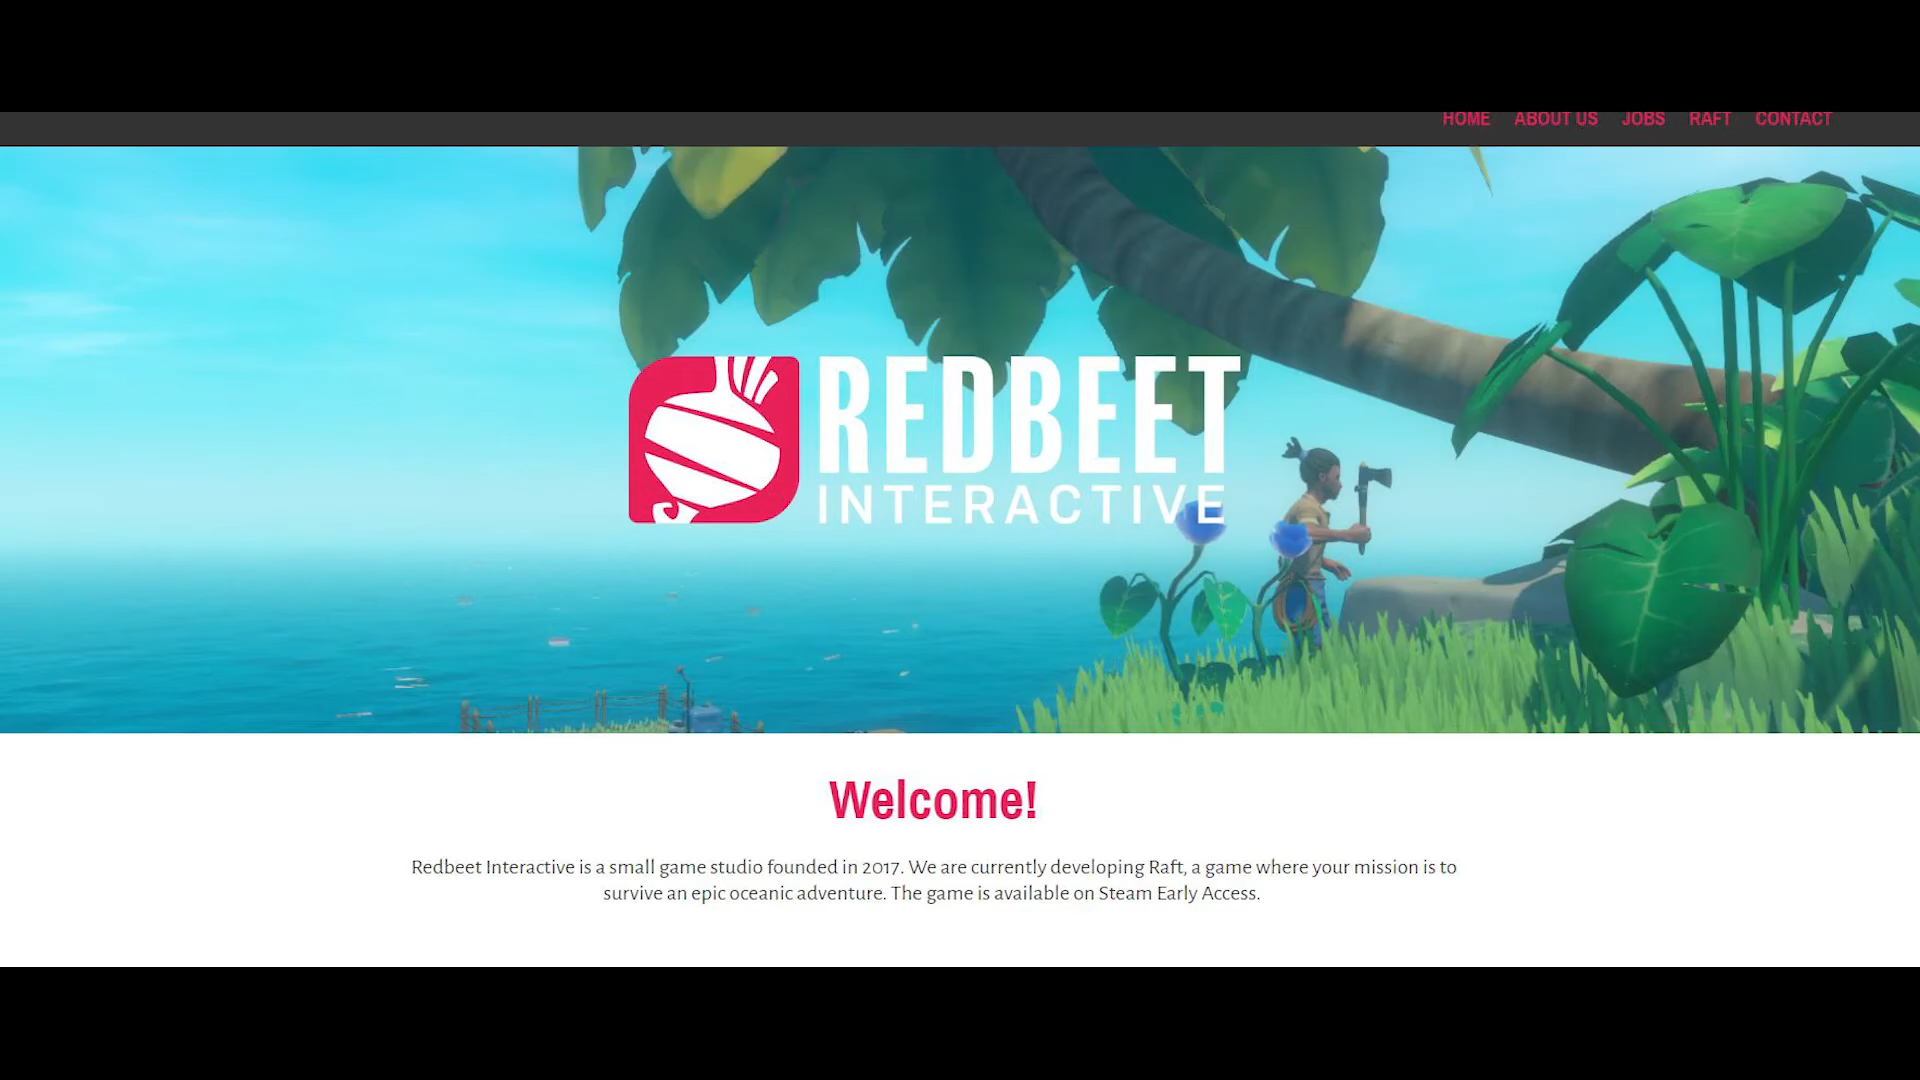 HOME ABOUT US JOBS RAFT CONTACT
REDBEET
INTERACTIVE
Welcome!
Redbeet Interactive is a small game studio founded in 2017. We are currently developing Raft, a game where your mission is to
survive an epic oceanic adventure. The game is available on Steam Early Access.